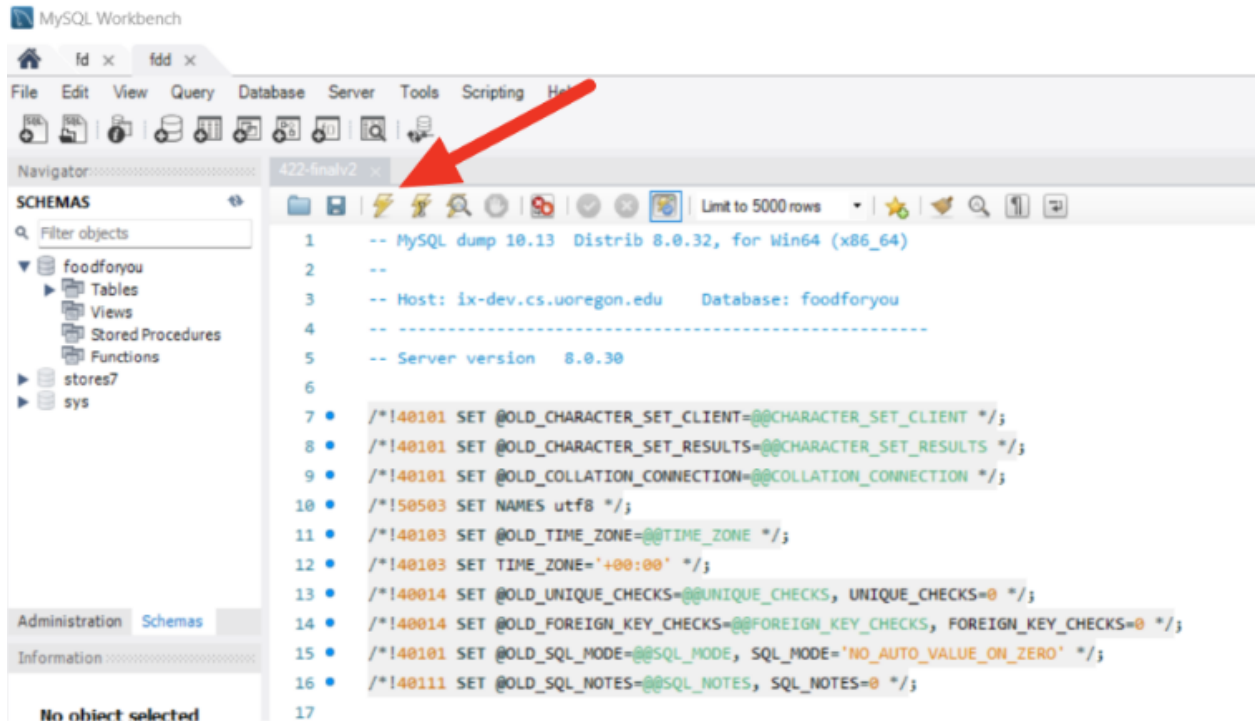 MySQL Workbench
fd
fdd
File Edit View Query Database Server Tools Scripting
Navigator
422-finalv2
SCHEMAS
Limit to 5000 rows
Filter objects
foodforyou
Tables
Views
Stored Procedures
Functions
stores7
sys
1 -- MySQL dump 10.13 Distrib 8.0.32, for Win64 (x86_64)
2 --
3 -- Host: ix-dev.cs.uoregon.edu Database: foodforyou
4 -- ------------------------------------------------------
5 -- Server version 8.0.30
6
7 /*!40101 SET @OLD_CHARACTER_SET_CLIENT=@@CHARACTER_SET_CLIENT */;
8 /*!40101 SET @OLD_CHARACTER_SET_RESULTS=@@CHARACTER_SET_RESULTS */;
9 /*!40101 SET @OLD_COLLATION_CONNECTION=@@COLLATION_CONNECTION */;
10 /*!50503 SET NAMES utf8 */;
11 /*!40103 SET @OLD_TIME_ZONE=@@TIME_ZONE */;
12 /*!40103 SET TIME_ZONE='+00:00' */;
13 /*!40014 SET @OLD_UNIQUE_CHECKS=@@UNIQUE_CHECKS, UNIQUE_CHECKS=0 */;
14 /*!40014 SET @OLD_FOREIGN_KEY_CHECKS=@@FOREIGN_KEY_CHECKS, FOREIGN_KEY_CHECKS=0 */;
15 /*!40101 SET @OLD_SQL_MODE=@@SQL_MODE, SQL_MODE='NO_AUTO_VALUE_ON_ZERO' */;
16 /*!40111 SET @OLD_SQL_NOTES=@@SQL_NOTES, SQL_NOTES=0 */;
17
Administration Schemas
Information
No object selected